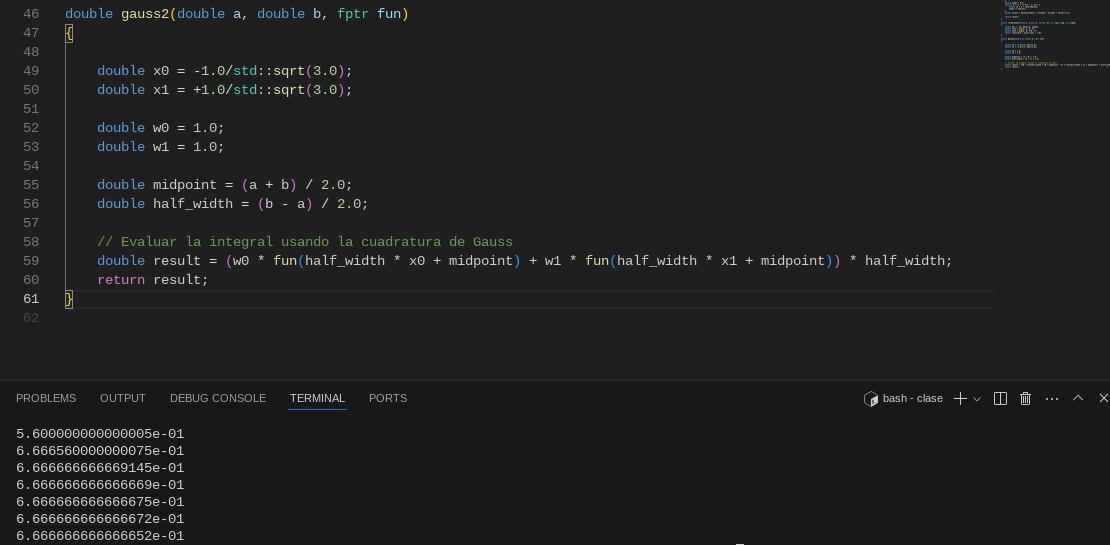 46 double gauss2(double a, double b, fptr fun)
47 {
48
49 double x0 = -1.0/std::sqrt(3.0);
50 double x1 = +1.0/std::sqrt(3.0);
51
52 double w0 = 1.0;
53 double w1 = 1.0;
54
55 double midpoint = (a + b) / 2.0;
56 double half_width = (b - a) / 2.0;
57
58 // Evaluar la integral usando la cuadratura de Gauss
59 double result = (w0 * fun(half_width * x0 + midpoint) + w1 * fun(half_width * x1 + midpoint)) * half_width;
60 return result;
61 }
62
PROBLEMS OUTPUT DEBUG CONSOLE TERMINAL PORTS bash - clase
5.600000000000005e-01
6.666560000000075e-01
6.666666666669145e-01
6.666666666666669e-01
6.666666666666675e-01
6.666666666666672e-01
6.666666666666652e-01